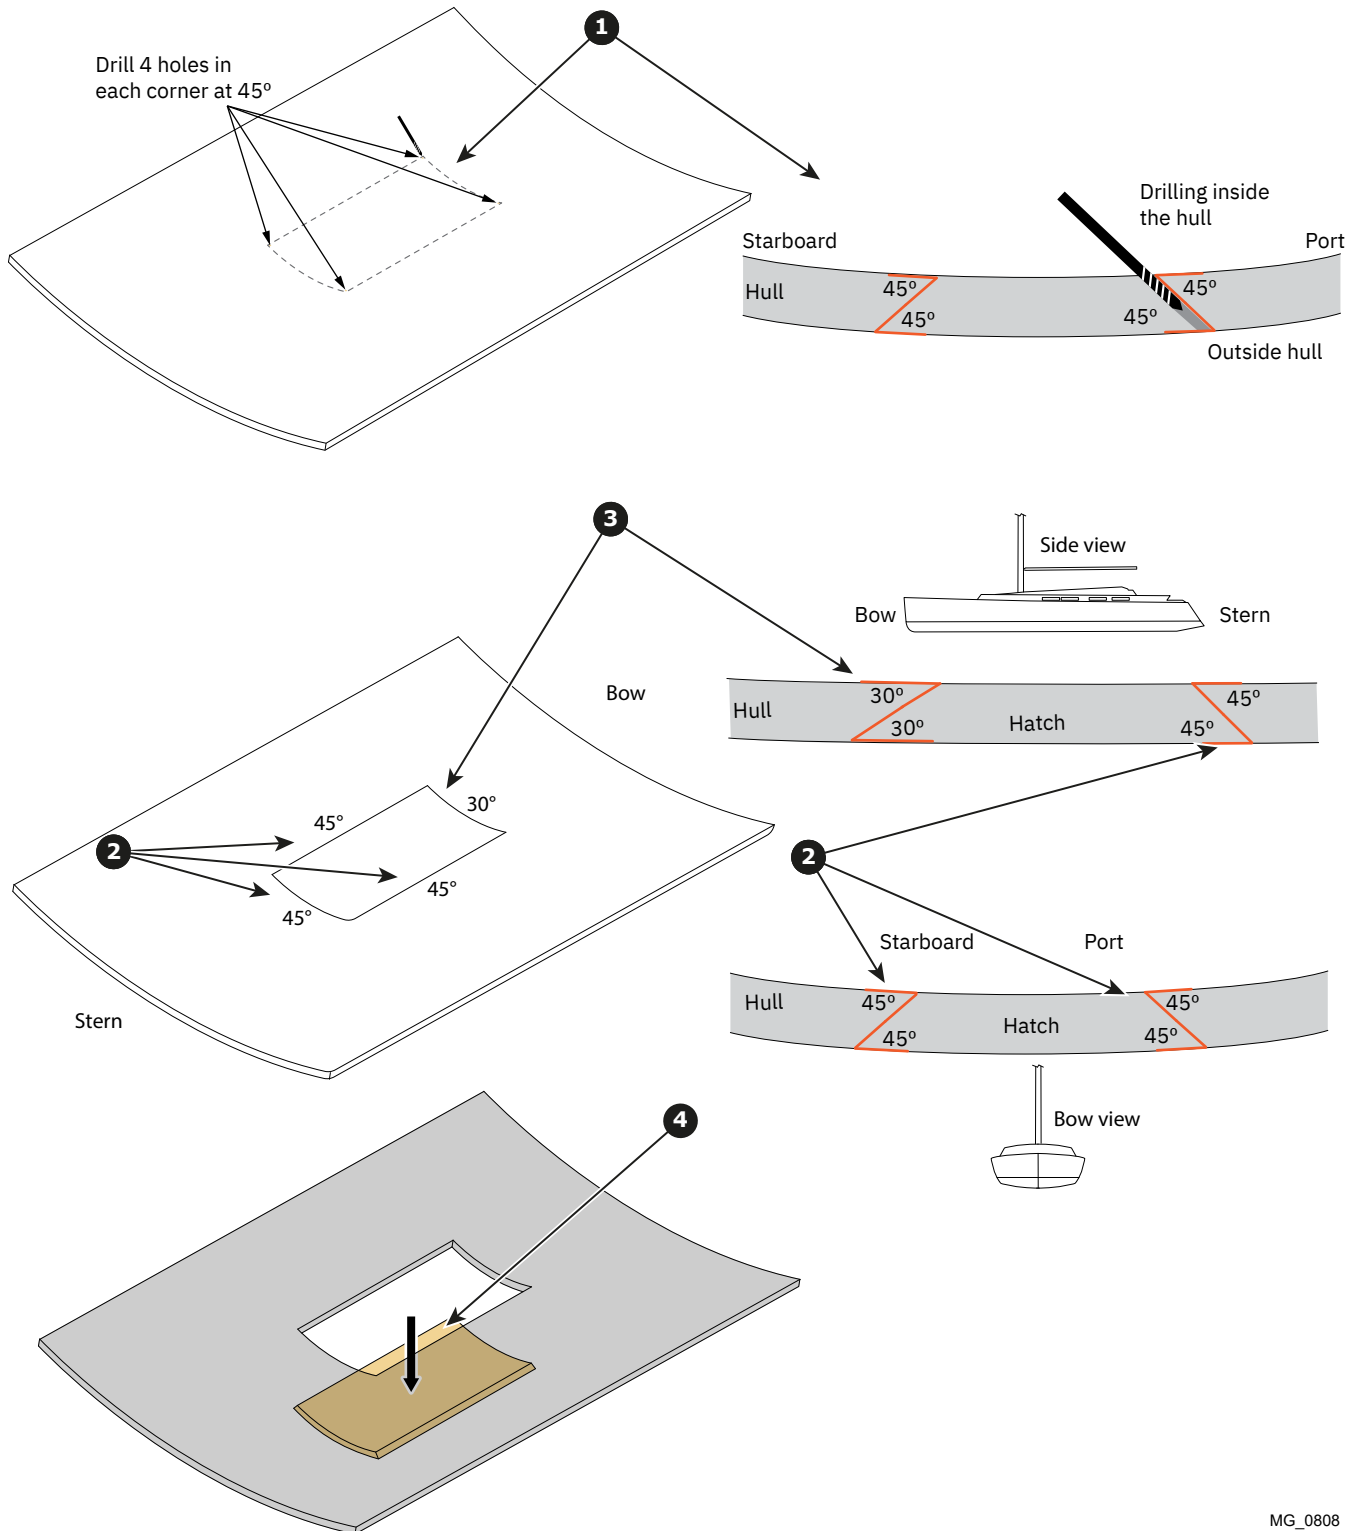 1
Drill 4 holes in
each corner at 45º
Drilling inside
the hull
Starboard
Port
Hull
45º
45º
45º
45º
Outside hull
3
Side view
Bow
Stern
Bow
Hull
30º
30º
Hatch
45º
45º
2
45°
30°
45°
45°
2
Starboard
Port
Hull
45º
45º
Hatch
45º
45º
Stern
Bow view
4
MG_0808